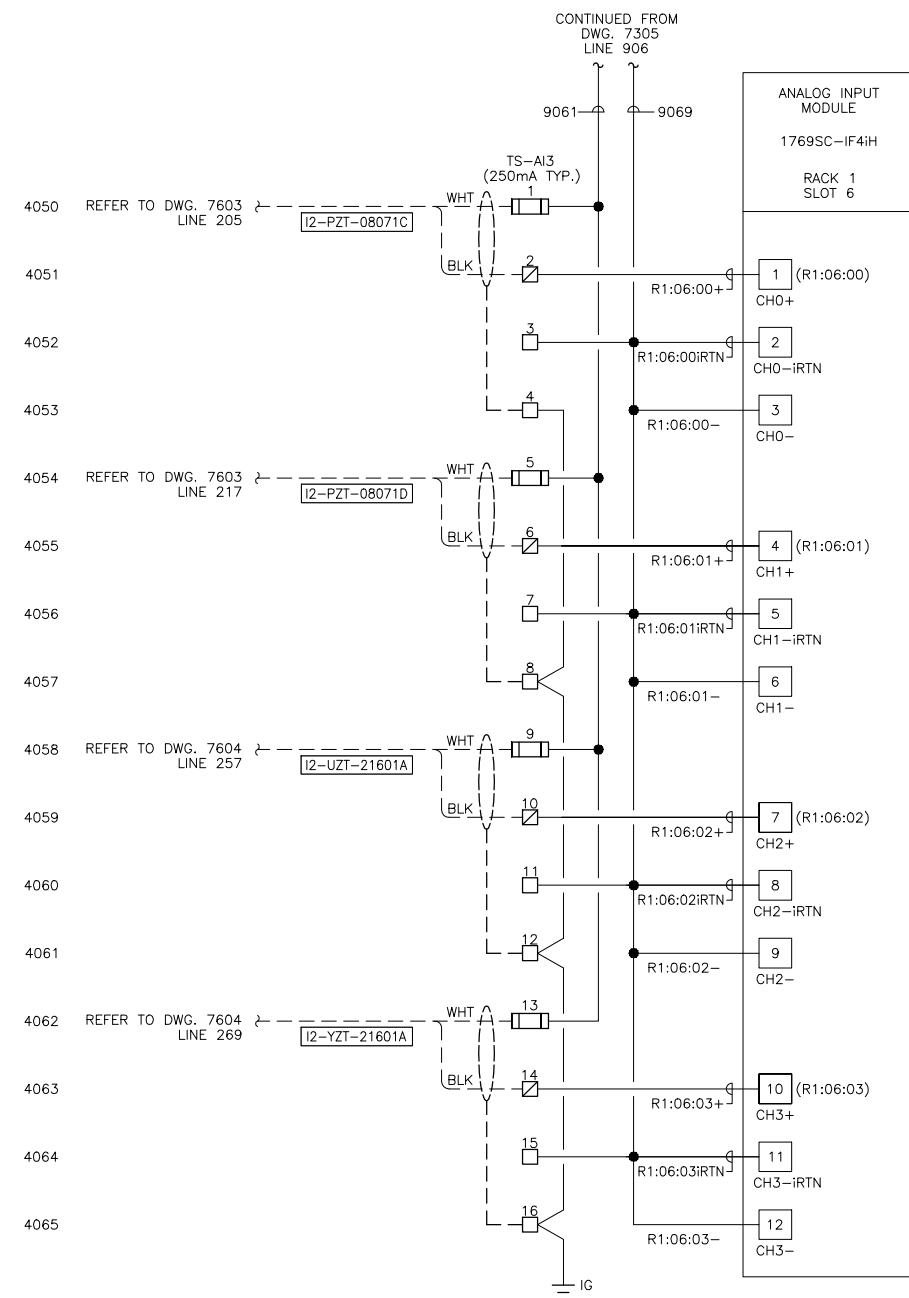 CONTINUED FROM
DWG. 7305
LINE 906
9061
9069
ANALOG INPUT
MODULE
1769SC-IF4iH
RACK 1
SLOT 6
TS-AI3
(250mA TYP.)
4050 REFER TO DWG. 7603 WHT 1
LINE 205
I2-PZT-08071C
4051 BLK 2 1 (R1:06:00)
R1:06:00+
CH0+
4052 3 2
R1:06:00iRTN
CH0-iRTN
4053 4 3
R1:06:00-
CH0-
4054 REFER TO DWG. 7603 WHT 5
LINE 217
I2-PZT-08071D
4055 BLK 6 4 (R1:06:01)
R1:06:01+
CH1+
4056 7 5
R1:06:01iRTN
CH1-iRTN
4057 8 6
R1:06:01-
CH1-
4058 REFER TO DWG. 7604 WHT 9
LINE 257
I2-UZT-21601A
4059 BLK 10 7 (R1:06:02)
R1:06:02+
CH2+
4060 11 8
R1:06:02iRTN
CH2-iRTN
4061 12 9
R1:06:02-
CH2-
4062 REFER TO DWG. 7604 WHT 13
LINE 269
I2-YZT-21601A
4063 BLK 14 10 (R1:06:03)
R1:06:03+
CH3+
4064 15 11
R1:06:03iRTN
CH3-iRTN
4065 16 12
R1:06:03-
CH3-
IG